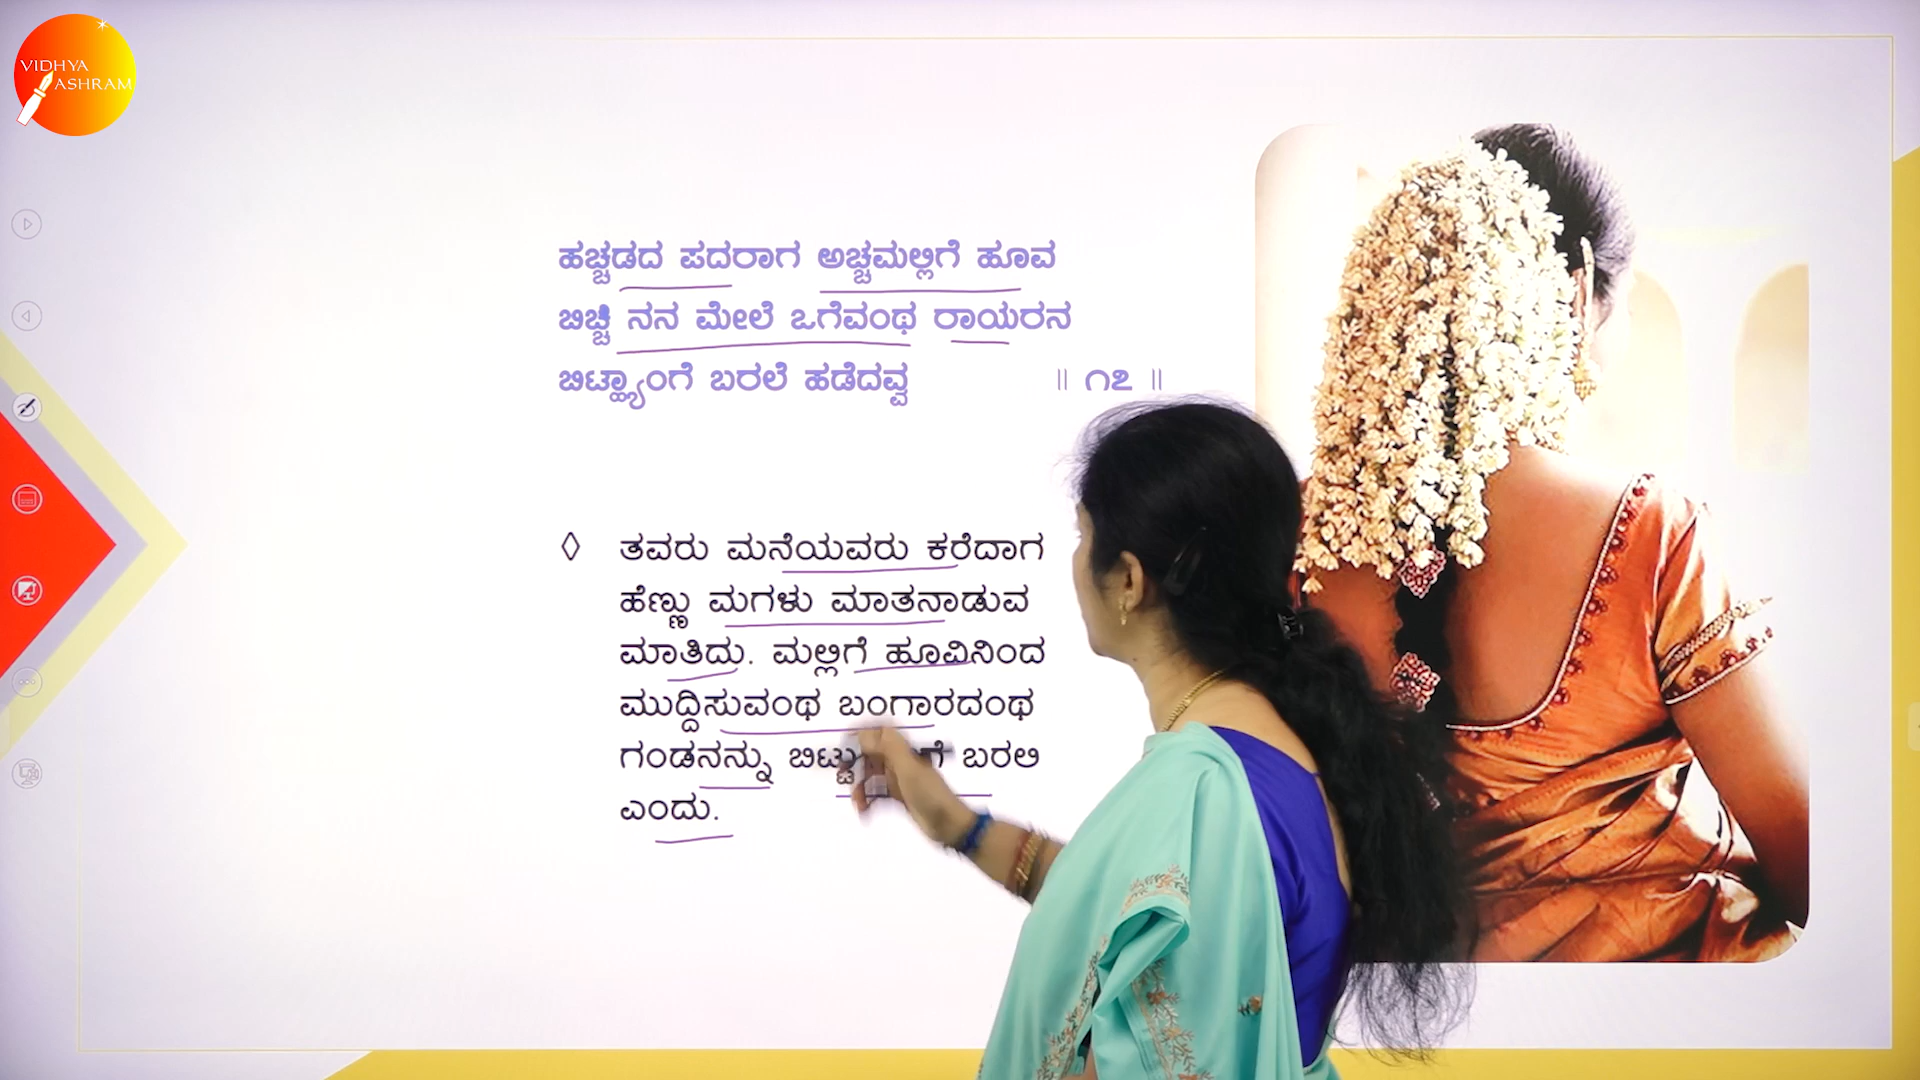 VIDHYA
ASHRAM
ಹಚ್ಚಡದ ಪದರಾಗ ಅಚ್ಚಮಲ್ಲಿಗೆ ಹೂವ
ಬಿಚ್ಚಿ ನನ ಮೇಲೆ ಒಗೆವಂಥ ರಾಯರನ
ಬಿಟ್ಹ್ಯಾಂಗೆ ಬರಲೆ ಹಡೆದವ್ವ ॥ ೧೭ ॥
ತವರು ಮನೆಯವರು ಕರೆದಾಗ
ಹೆಣ್ಣು ಮಗಳು ಮಾತನಾಡುವ
ಮಾತಿದು. ಮಲ್ಲಿಗೆ ಹೂವಿನಿಂದ
ಮುದ್ದಿಸುವಂಥ ಬಂಗಾರದಂಥ
ಗಂಡನನ್ನು ಬಿಟ್ಟು ಬರಲಿ
ಎಂದು.